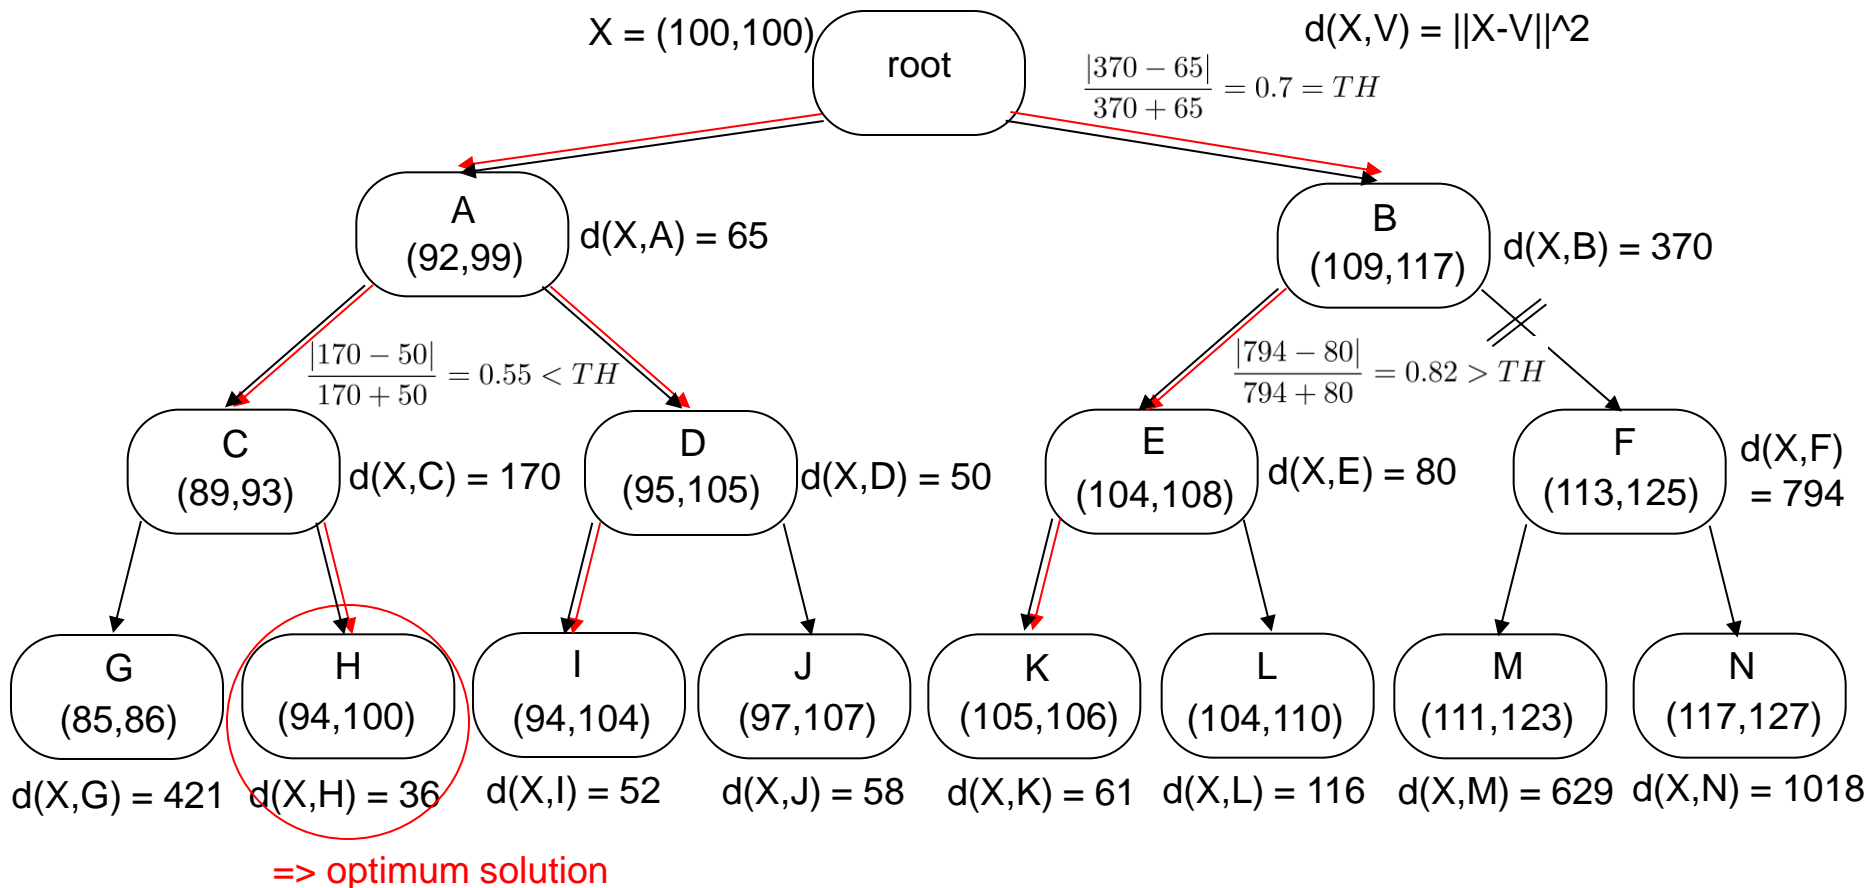 X = (100,100)
root
d(X,V) = ||X-V||^2
|370 − 65|
370 + 65
= 0.7 = TH
A
(92,99)
d(X,A) = 65
B
(109,117)
d(X,B) = 370
|170 − 50|
170 + 50
= 0.55 < TH
|794 − 80|
794 + 80
= 0.82 > TH
C
(89,93)
d(X,C) = 170
D
(95,105)
d(X,D) = 50
E
(104,108)
d(X,E) = 80
F
(113,125)
d(X,F)
= 794
G
(85,86)
H
(94,100)
I
(94,104)
J
(97,107)
K
(105,106)
L
(104,110)
M
(111,123)
N
(117,127)
d(X,G) = 421
d(X,H) = 36
d(X,I) = 52
d(X,J) = 58
d(X,K) = 61
d(X,L) = 116
d(X,M) = 629
d(X,N) = 1018
=> optimum solution